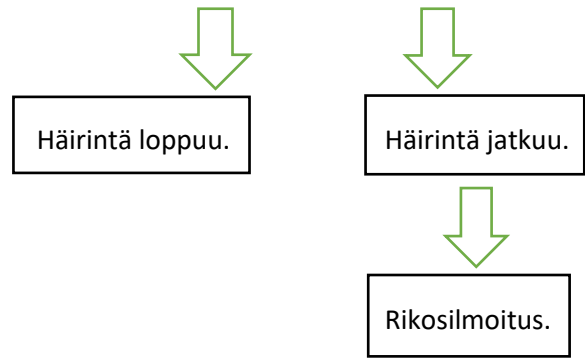 Häirintä loppuu.
Häirintä jatkuu.
Rikosilmoitus.